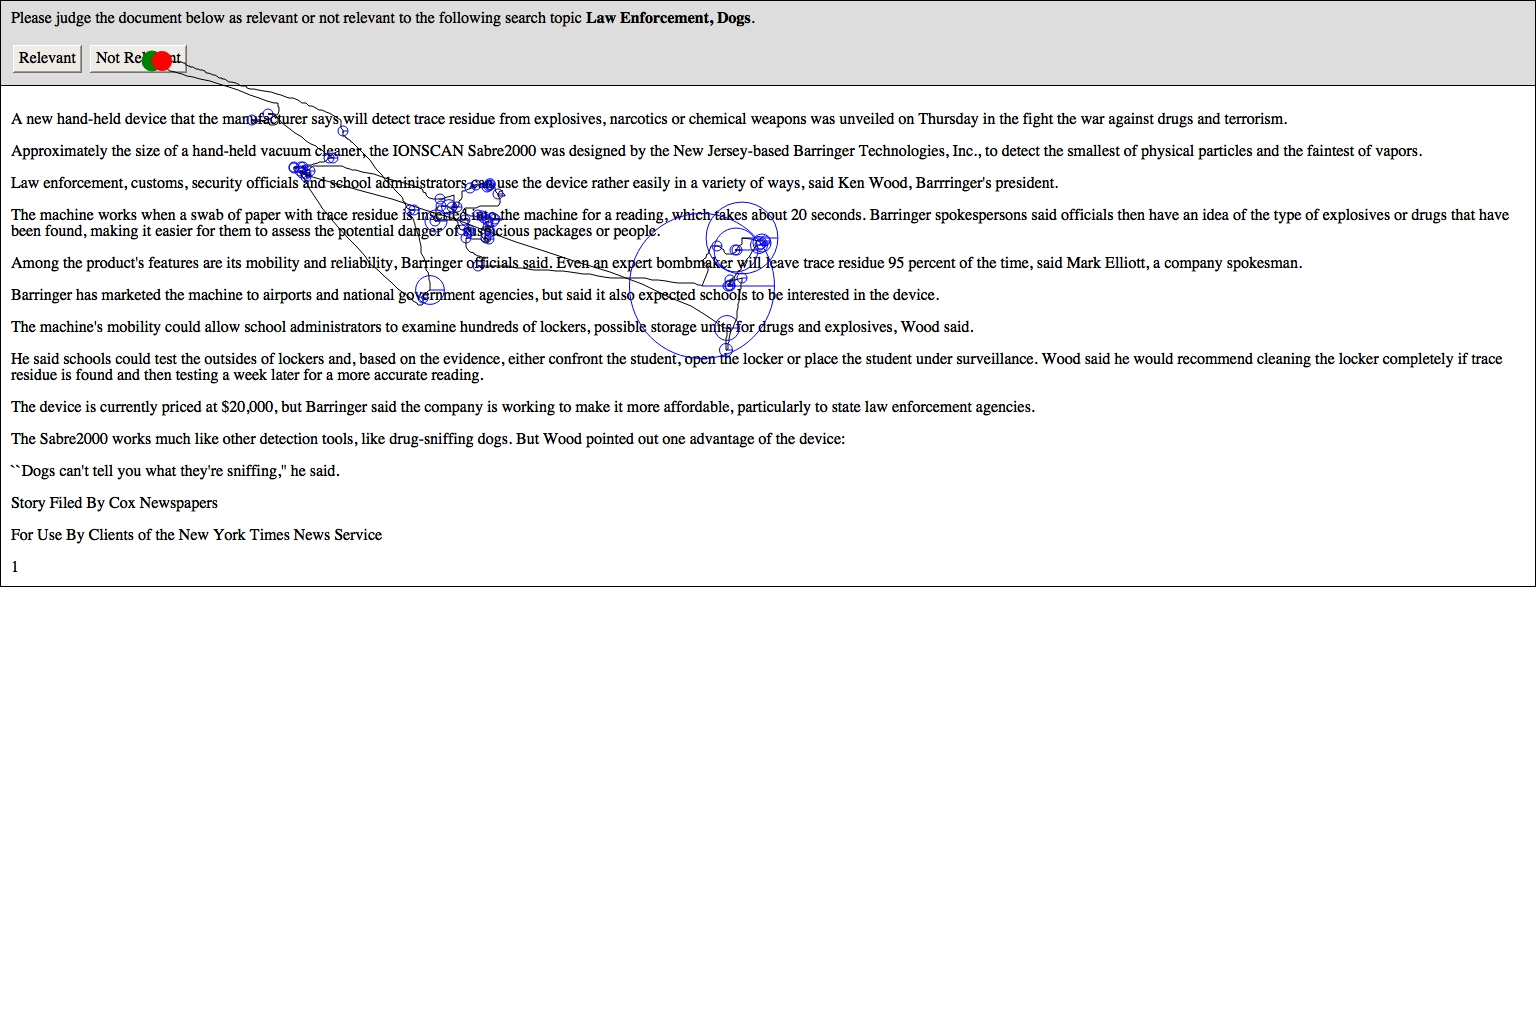 Please judge the document below as relevant or not relevant to the following search topic Law Enforcement, Dogs.
Relevant Not Relevant
A new hand-held device that the manufacturer says will detect trace residue from explosives, narcotics or chemical weapons was unveiled on Thursday in the fight the war against drugs and terrorism.
Approximately the size of a hand-held vacuum cleaner, the IONSCAN Sabre2000 was designed by the New Jersey-based Barringer Technologies, Inc., to detect the smallest of physical particles and the faintest of vapors.
Law enforcement, customs, security officials and school administrators can use the device rather easily in a variety of ways, said Ken Wood, Barrringer's president.
The machine works when a swab of paper with trace residue is inserted into the machine for a reading, which takes about 20 seconds. Barringer spokespersons said officials then have an idea of the type of explosives or drugs that have
been found, making it easier for them to assess the potential danger of suspicious packages or people.
Among the product's features are its mobility and reliability, Barringer officials said. Even an expert bombmaker will leave trace residue 95 percent of the time, said Mark Elliott, a company spokesman.
Barringer has marketed the machine to airports and national government agencies, but said it also expected schools to be interested in the device.
The machine's mobility could allow school administrators to examine hundreds of lockers, possible storage units for drugs and explosives, Wood said.
He said schools could test the outsides of lockers and, based on the evidence, either confront the student, open the locker or place the student under surveillance. Wood said he would recommend cleaning the locker completely if trace
residue is found and then testing a week later for a more accurate reading.
The device is currently priced at $20,000, but Barringer said the company is working to make it more affordable, particularly to state law enforcement agencies.
The Sabre2000 works much like other detection tools, like drug-sniffing dogs. But Wood pointed out one advantage of the device:
``Dogs can't tell you what they're sniffing,'' he said.
Story Filed By Cox Newspapers
For Use By Clients of the New York Times News Service
1